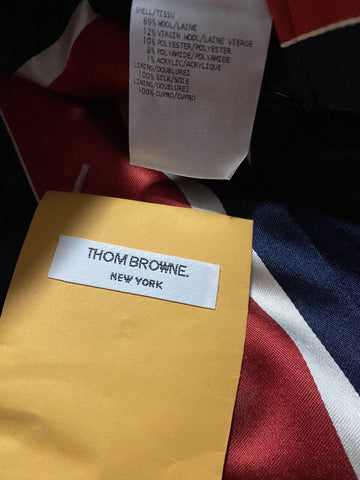 SHELL/TISSU
69% WOOL/LAINE
12% VIRGIN WOOL/LAINE VIERGE
10% POLYESTER/POLYESTER
8% POLYAMIDE/POLYAMIDE
1% ACRYLIC/ACRYLIQUE
LINING/DOUBLURE1
100% SILK/SOIE
LINING/DOUBLURE2
100% CUPRO/CUPRO
THOM BROWNE.
NEW YORK